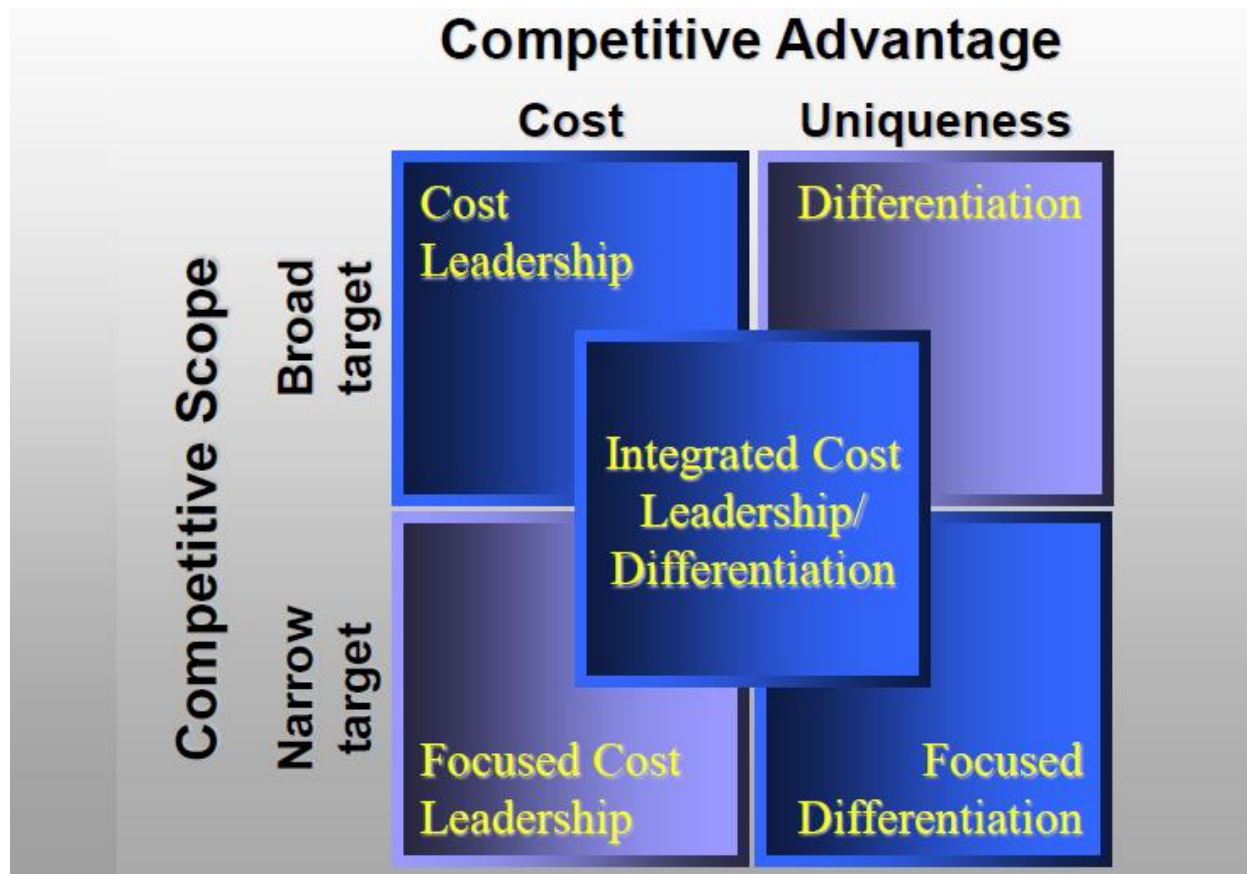 Competitive Advantage
Cost
Uniqueness
Competitive Scope
Broad
target
Narrow
target
Cost
Leadership
Differentiation
Integrated Cost
Leadership/
Differentiation
Focused Cost
Leadership
Focused
Differentiation